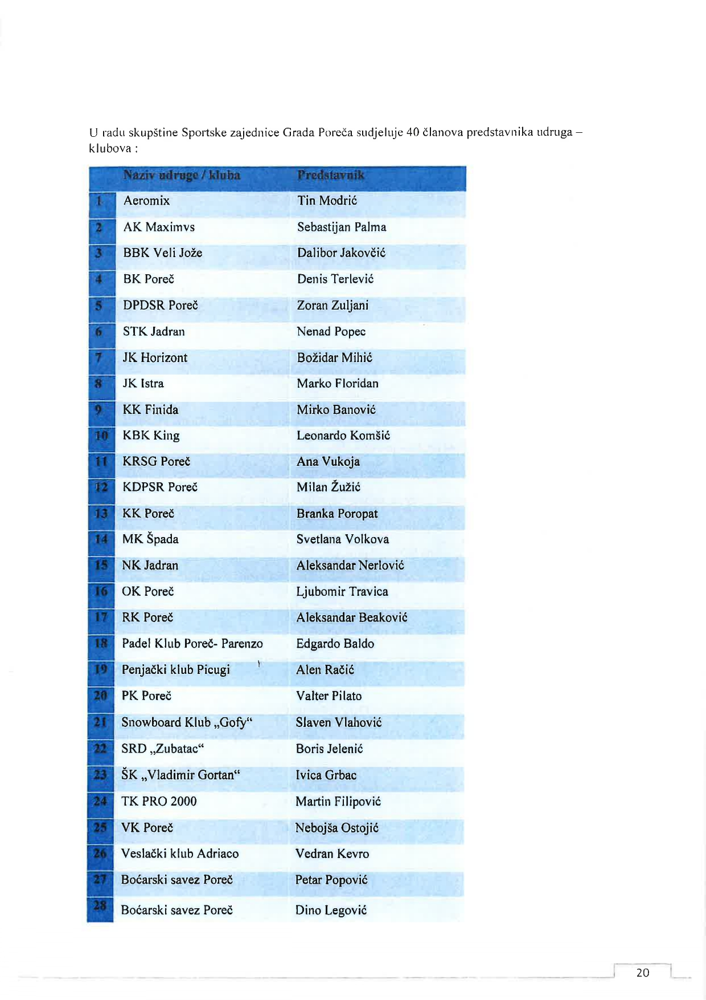 U radu skupštine Sportske zajednice Grada Poreča sudjeluje 40 članova predstavnika udruga –
klubova :
Naziv udruge / kluba Predstavnik
1 Aeromix Tin Modrić
2 AK Maximvs Sebastijan Palma
3 BBK Veli Jože Dalibor Jakovčić
4 BK Poreč Denis Terlević
5 DPDSR Poreč Zoran Zuljani
6 STK Jadran Nenad Popec
7 JK Horizont Božidar Mihić
8 JK Istra Marko Floridan
9 KK Finida Mirko Banović
10 KBK King Leonardo Komšić
11 KRSG Poreč Ana Vukoja
12 KDPSR Poreč Milan Žužić
13 KK Poreč Branka Poropat
14 MK Špada Svetlana Volkova
15 NK Jadran Aleksandar Nerlović
16 OK Poreč Ljubomir Travica
17 RK Poreč Aleksandar Beaković
18 Padel Klub Poreč- Parenzo Edgardo Baldo
19 Penjački klub Picugi Alen Račić
20 PK Poreč Valter Pilato
21 Snowboard Klub „Gofy“ Slaven Vlahović
22 SRD „Zubatac“ Boris Jelenić
23 ŠK „Vladimir Gortan“ Ivica Grbac
24 TK PRO 2000 Martin Filipović
25 VK Poreč Nebojša Ostojić
26 Veslački klub Adriaco Vedran Kevro
27 Boćarski savez Poreč Petar Popović
28 Boćarski savez Poreč Dino Legović
20